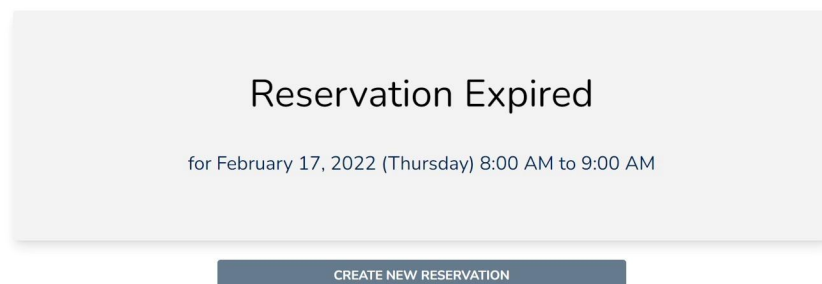 Reservation Expired
for February 17, 2022 (Thursday) 8:00 AM to 9:00 AM
CREATE NEW RESERVATION